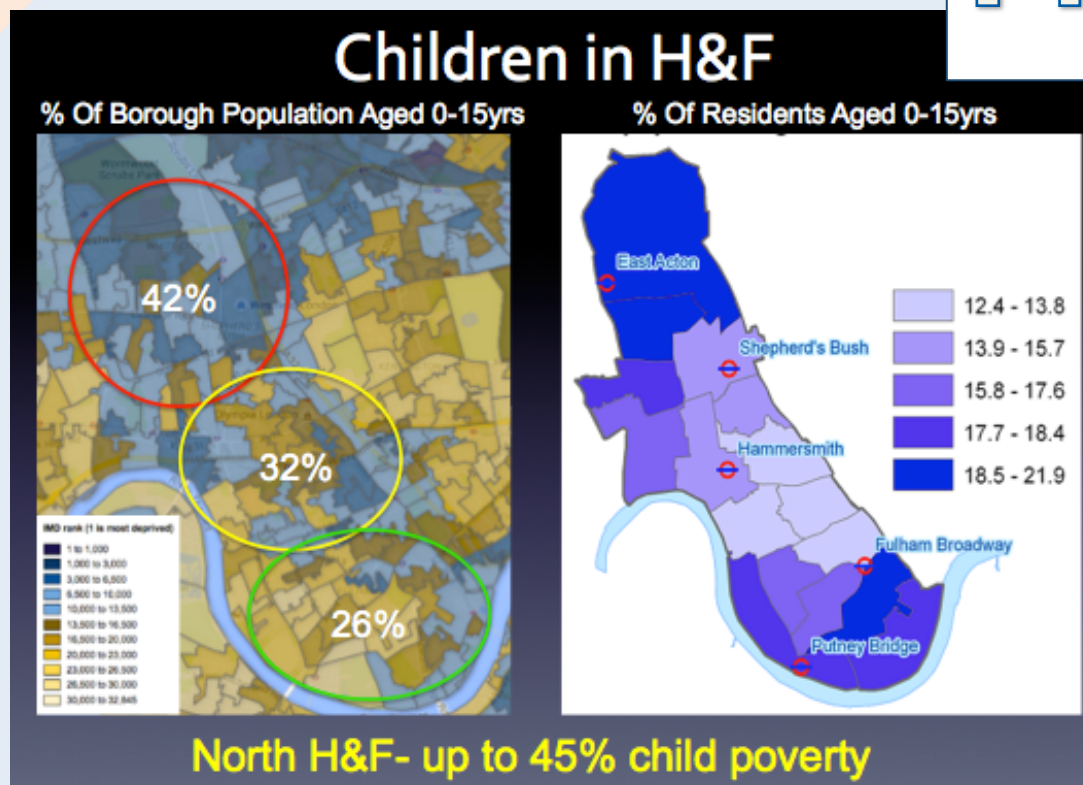 Children in H&F
% Of Borough Population Aged 0-15yrs
Wormwood
Scrubs Park
42%
32%
26%
IMD rank (1 is most deprived)
1 to 1,000
1,000 to 3,000
3,000 to 6,500
6,500 to 10,000
10,000 to 13,500
13,500 to 16,500
16,500 to 20,000
20,000 to 23,000
23,000 to 26,500
26,500 to 30,000
30,000 to 32,845
% Of Residents Aged 0-15yrs
East Acton
Shepherd's Bush
Hammersmith
Fulham Broadway
Putney Bridge
12.4 - 13.8
13.9 - 15.7
15.8 - 17.6
17.7 - 18.4
18.5 - 21.9
North H&F- up to 45% child poverty